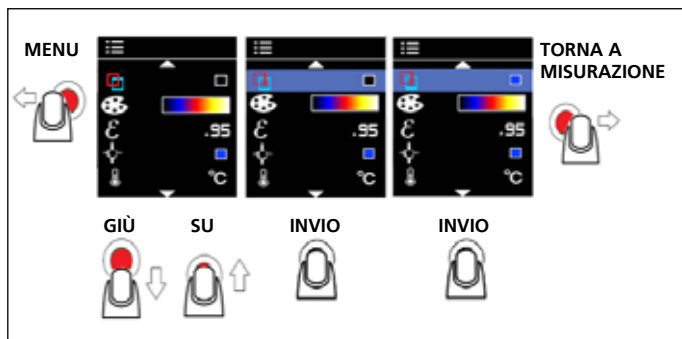 MENU
ε .95
°C
ε .95
°C
ε .95
°C
TORNA A
MISURAZIONE
GIÙ SU INVIO INVIO